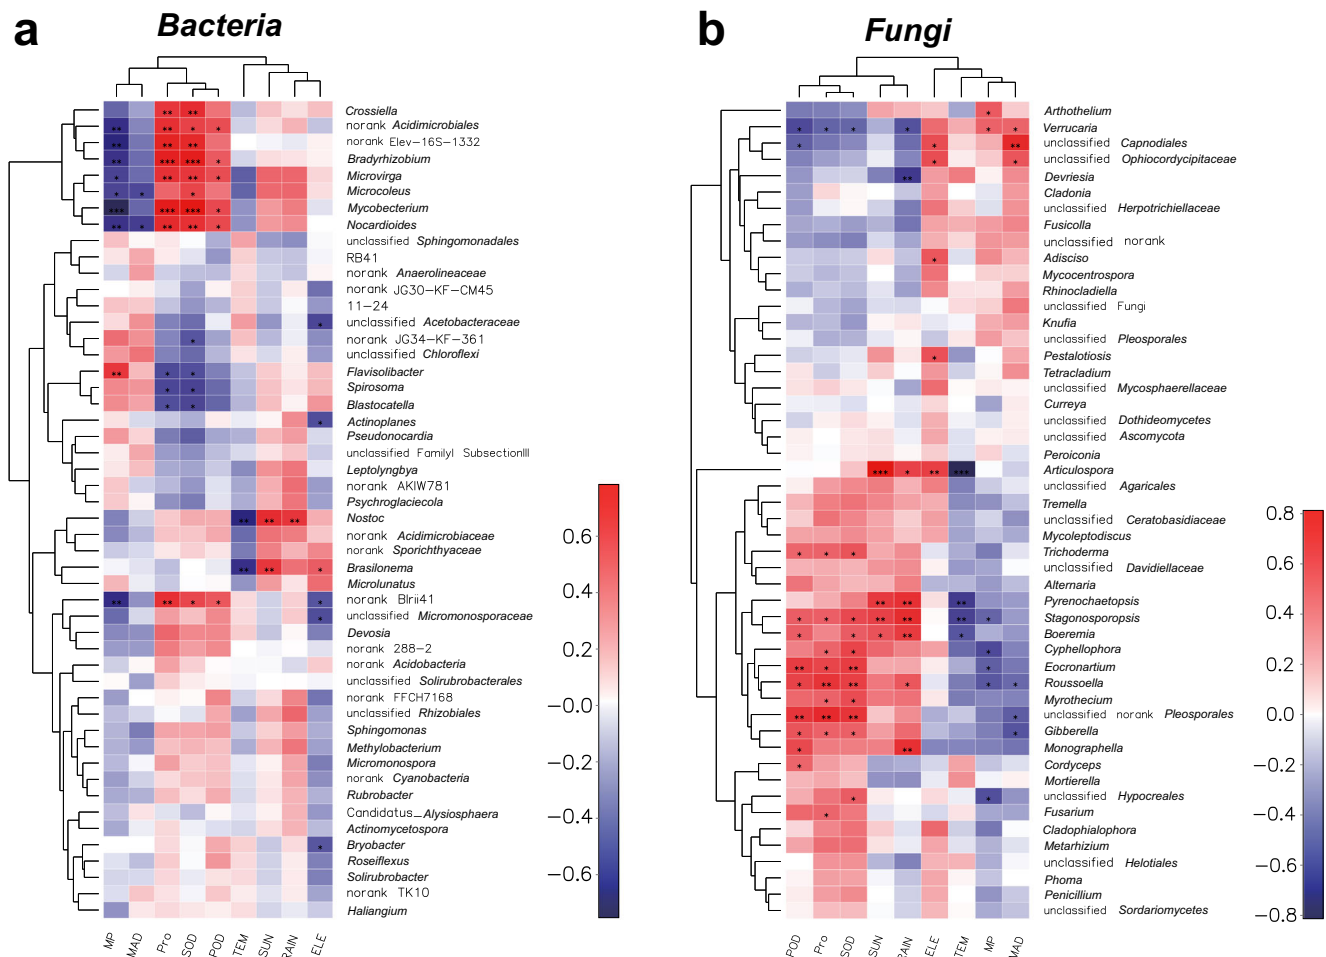 a
Bacteria
Crossiella
norank Acidimicrobiales
norank Elev-16S-1332
Bradyrhizobium
Microvirga
Microcoleus
Mycobecterium
Nocardioides
unclassified Sphingomonadales
RB41
norank Anaerolineaceae
norank JG30-KF-CM45
11-24
unclassified Acetobacteraceae
norank JG34-KF-361
unclassified Chloroflexi
Flavisolibacter
Spirosoma
Blastocatella
Actinoplanes
Pseudonocardia
unclassified FamilyI SubsectionIII
Leptolyngbya
norank AKIW781
Psychroglaciecola
Nostoc
norank Acidimicrobiaceae
norank Sporichthyaceae
Brasilonema
Microlunatus
norank Blrii41
unclassified Micromonosporaceae
Devosia
norank 288-2
norank Acidobacteria
unclassified Solirubrobacterales
norank FFCH7168
unclassified Rhizobiales
Sphingomonas
Methylobacterium
Micromonospora
norank Cyanobacteria
Rubrobacter
Candidatus_Alysiosphaera
Actinomycetospora
Bryobacter
Roseiflexus
Solirubrobacter
norank TK10
Haliangium
MP MAD Pro SOD POD TEM SUN RAIN ELE
0.6
0.4
0.2
-0.0
-0.2
-0.4
-0.6
b
Fungi
Arthothelium
Verrucaria
unclassified Capnodiales
unclassified Ophiocordycipitaceae
Devriesia
Cladonia
unclassified Herpotrichiellaceae
Fusicolla
unclassified norank
Adisciso
Mycocentrospora
Rhinocladiella
unclassified Fungi
Knufia
unclassified Pleosporales
Pestalotiosis
Tetracladium
unclassified Mycosphaerellaceae
Curreya
unclassified Dothideomycetes
unclassified Ascomycota
Peroiconia
Articulospora
unclassified Agaricales
Tremella
unclassified Ceratobasidiaceae
Mycoleptodiscus
Trichoderma
unclassified Davidiellaceae
Alternaria
Pyrenochaetopsis
Stagonosporopsis
Boeremia
Cyphellophora
Eocronartium
Roussoella
Myrothecium
unclassified norank Pleosporales
Gibberella
Monographella
Cordyceps
Mortierella
unclassified Hypocreales
Fusarium
Cladophialophora
Metarhizium
unclassified Helotiales
Phoma
Penicillium
unclassified Sordariomycetes
POD Pro SOD SUN RAIN ELE TEM MP MAD
0.8
0.6
0.4
0.2
0.0
-0.2
-0.4
-0.6
-0.8